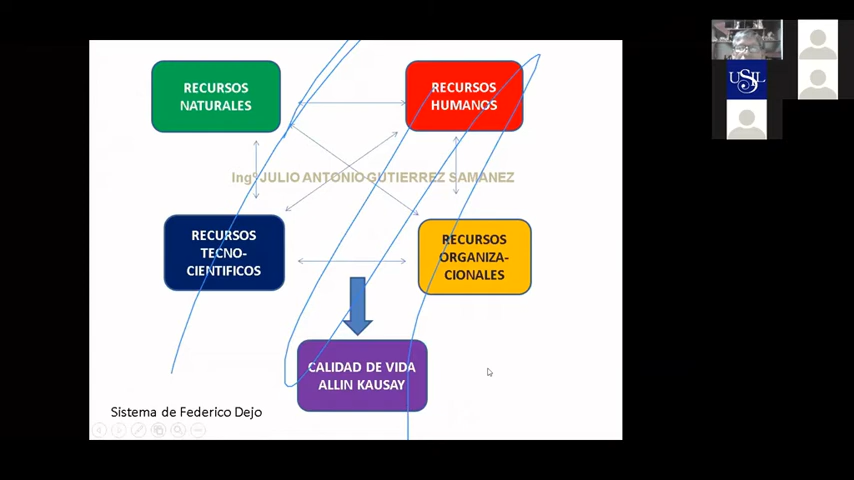 RECURSOS
NATURALES
RECURSOS
HUMANOS
Ingº JULIO ANTONIO GUTIERREZ SAMANEZ
RECURSOS
TECNO-
CIENTIFICOS
RECURSOS
ORGANIZA-
CIONALES
CALIDAD DE VIDA
ALLIN KAUSAY
Sistema de Federico Dejo
USIL